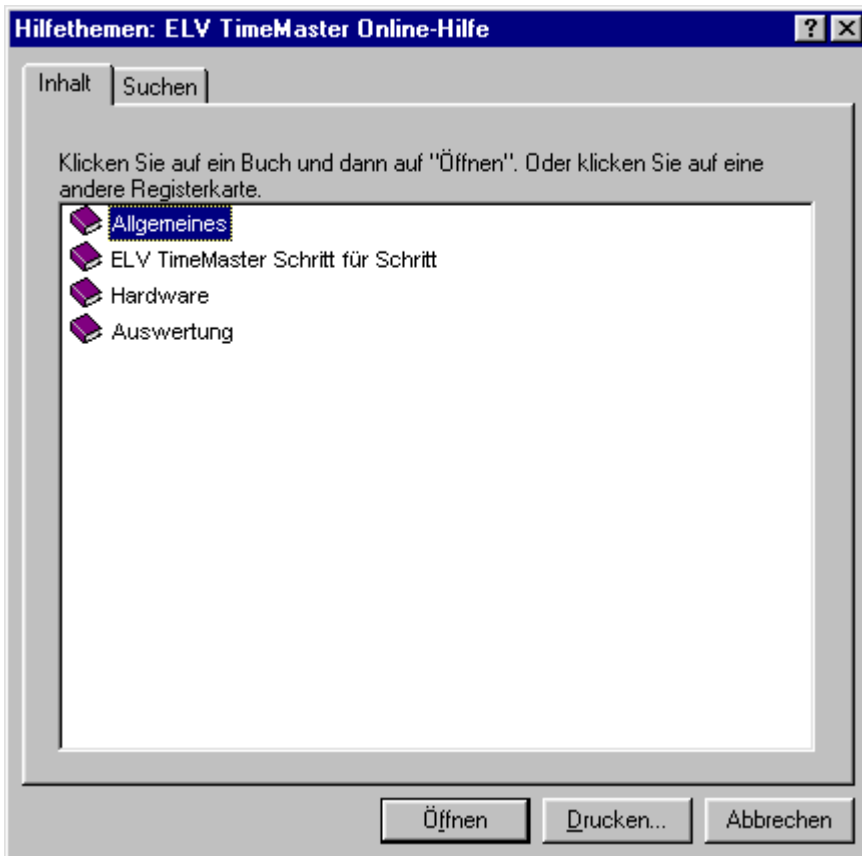 Hilfethemen: ELV TimeMaster Online-Hilfe
Inhalt
Suchen
Klicken Sie auf ein Buch und dann auf "Öffnen". Oder klicken Sie auf eine
andere Registerkarte.
Allgemeines
ELV TimeMaster Schritt für Schritt
Hardware
Auswertung
Öffnen
Drucken...
Abbrechen